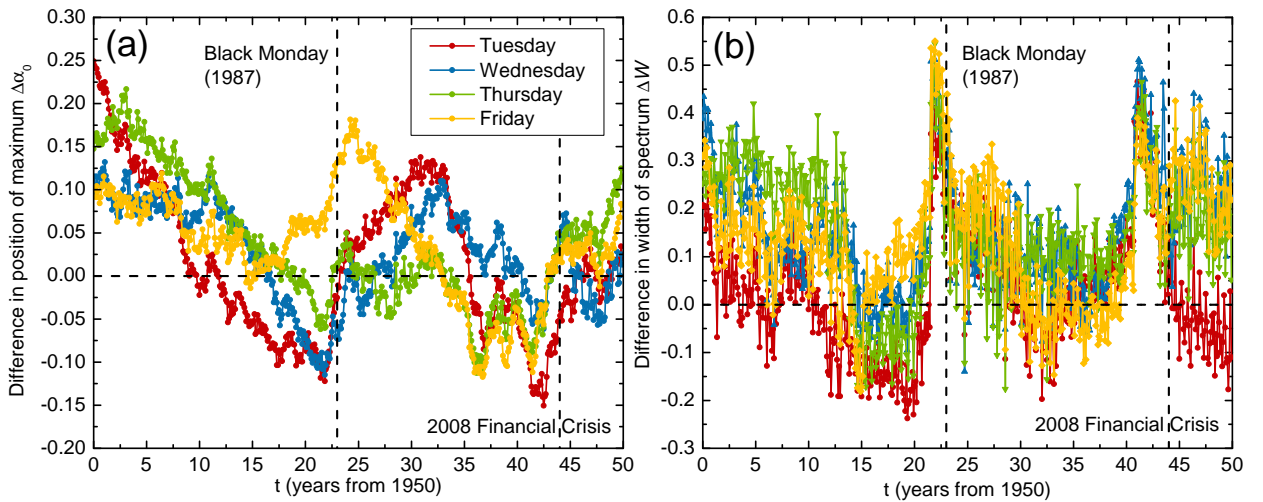 (a)
Black Monday
(1987)
Tuesday
Wednesday
Thursday
Friday
2008 Financial Crisis
Difference in position of maximum Δα₀
0.30
0.25
0.20
0.15
0.10
0.05
0.00
-0.05
-0.10
-0.15
-0.20
0 5 10 15 20 25 30 35 40 45 50
t (years from 1950)
(b)
Black Monday
(1987)
2008 Financial Crisis
Difference in width of spectrum ΔW
0.6
0.5
0.4
0.3
0.2
0.1
0.0
-0.1
-0.2
-0.3
0 5 10 15 20 25 30 35 40 45 50
t (years from 1950)